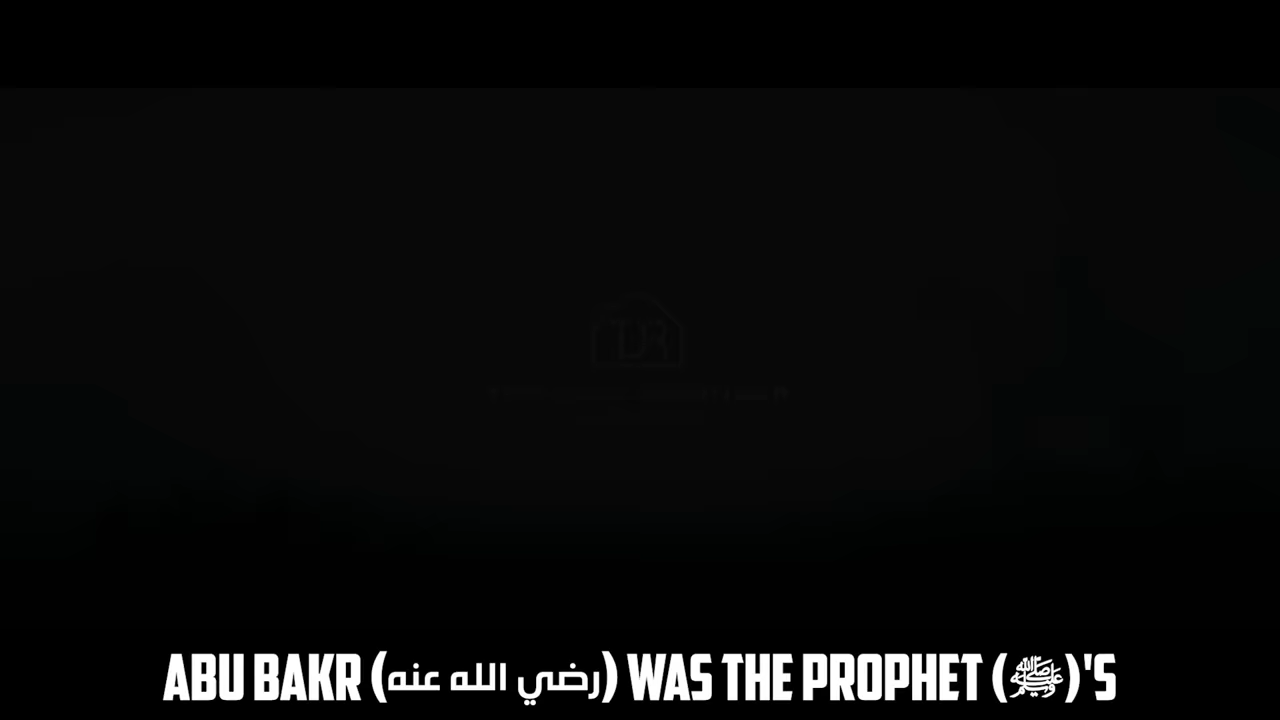 ABU BAKR (رضي الله عنه) WAS THE PROPHET (ﷺ)'S